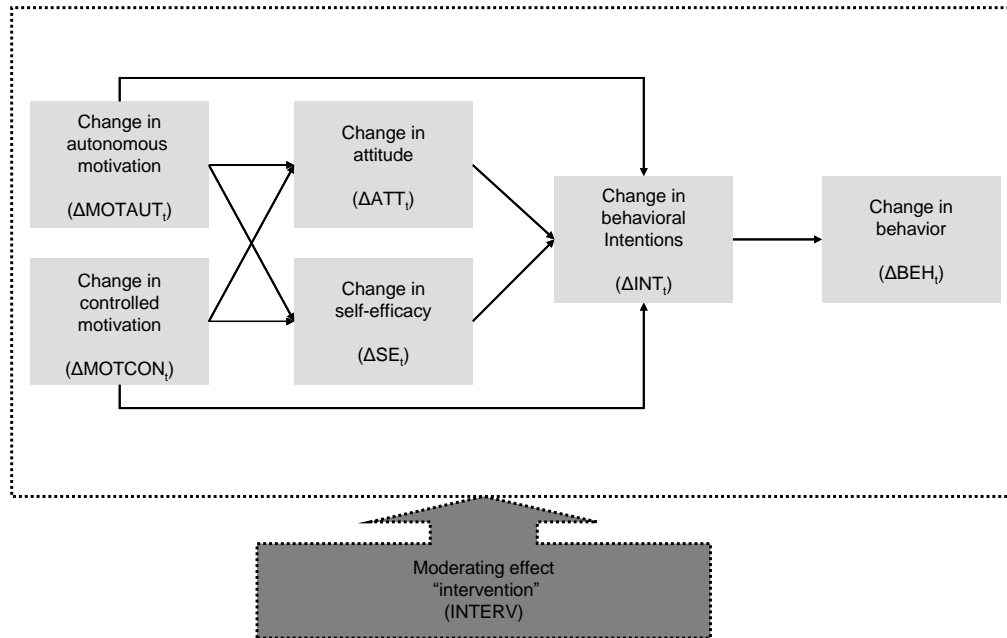 Change in
autonomous
motivation
(ΔMOTAUTt)
Change in
attitude
(ΔATTt)
Change in
behavioral
Intentions
(ΔINTt)
Change in
behavior
(ΔBEHt)
Change in
controlled
motivation
(ΔMOTCONt)
Change in
self-efficacy
(ΔSEt)
Moderating effect
“intervention”
(INTERV)